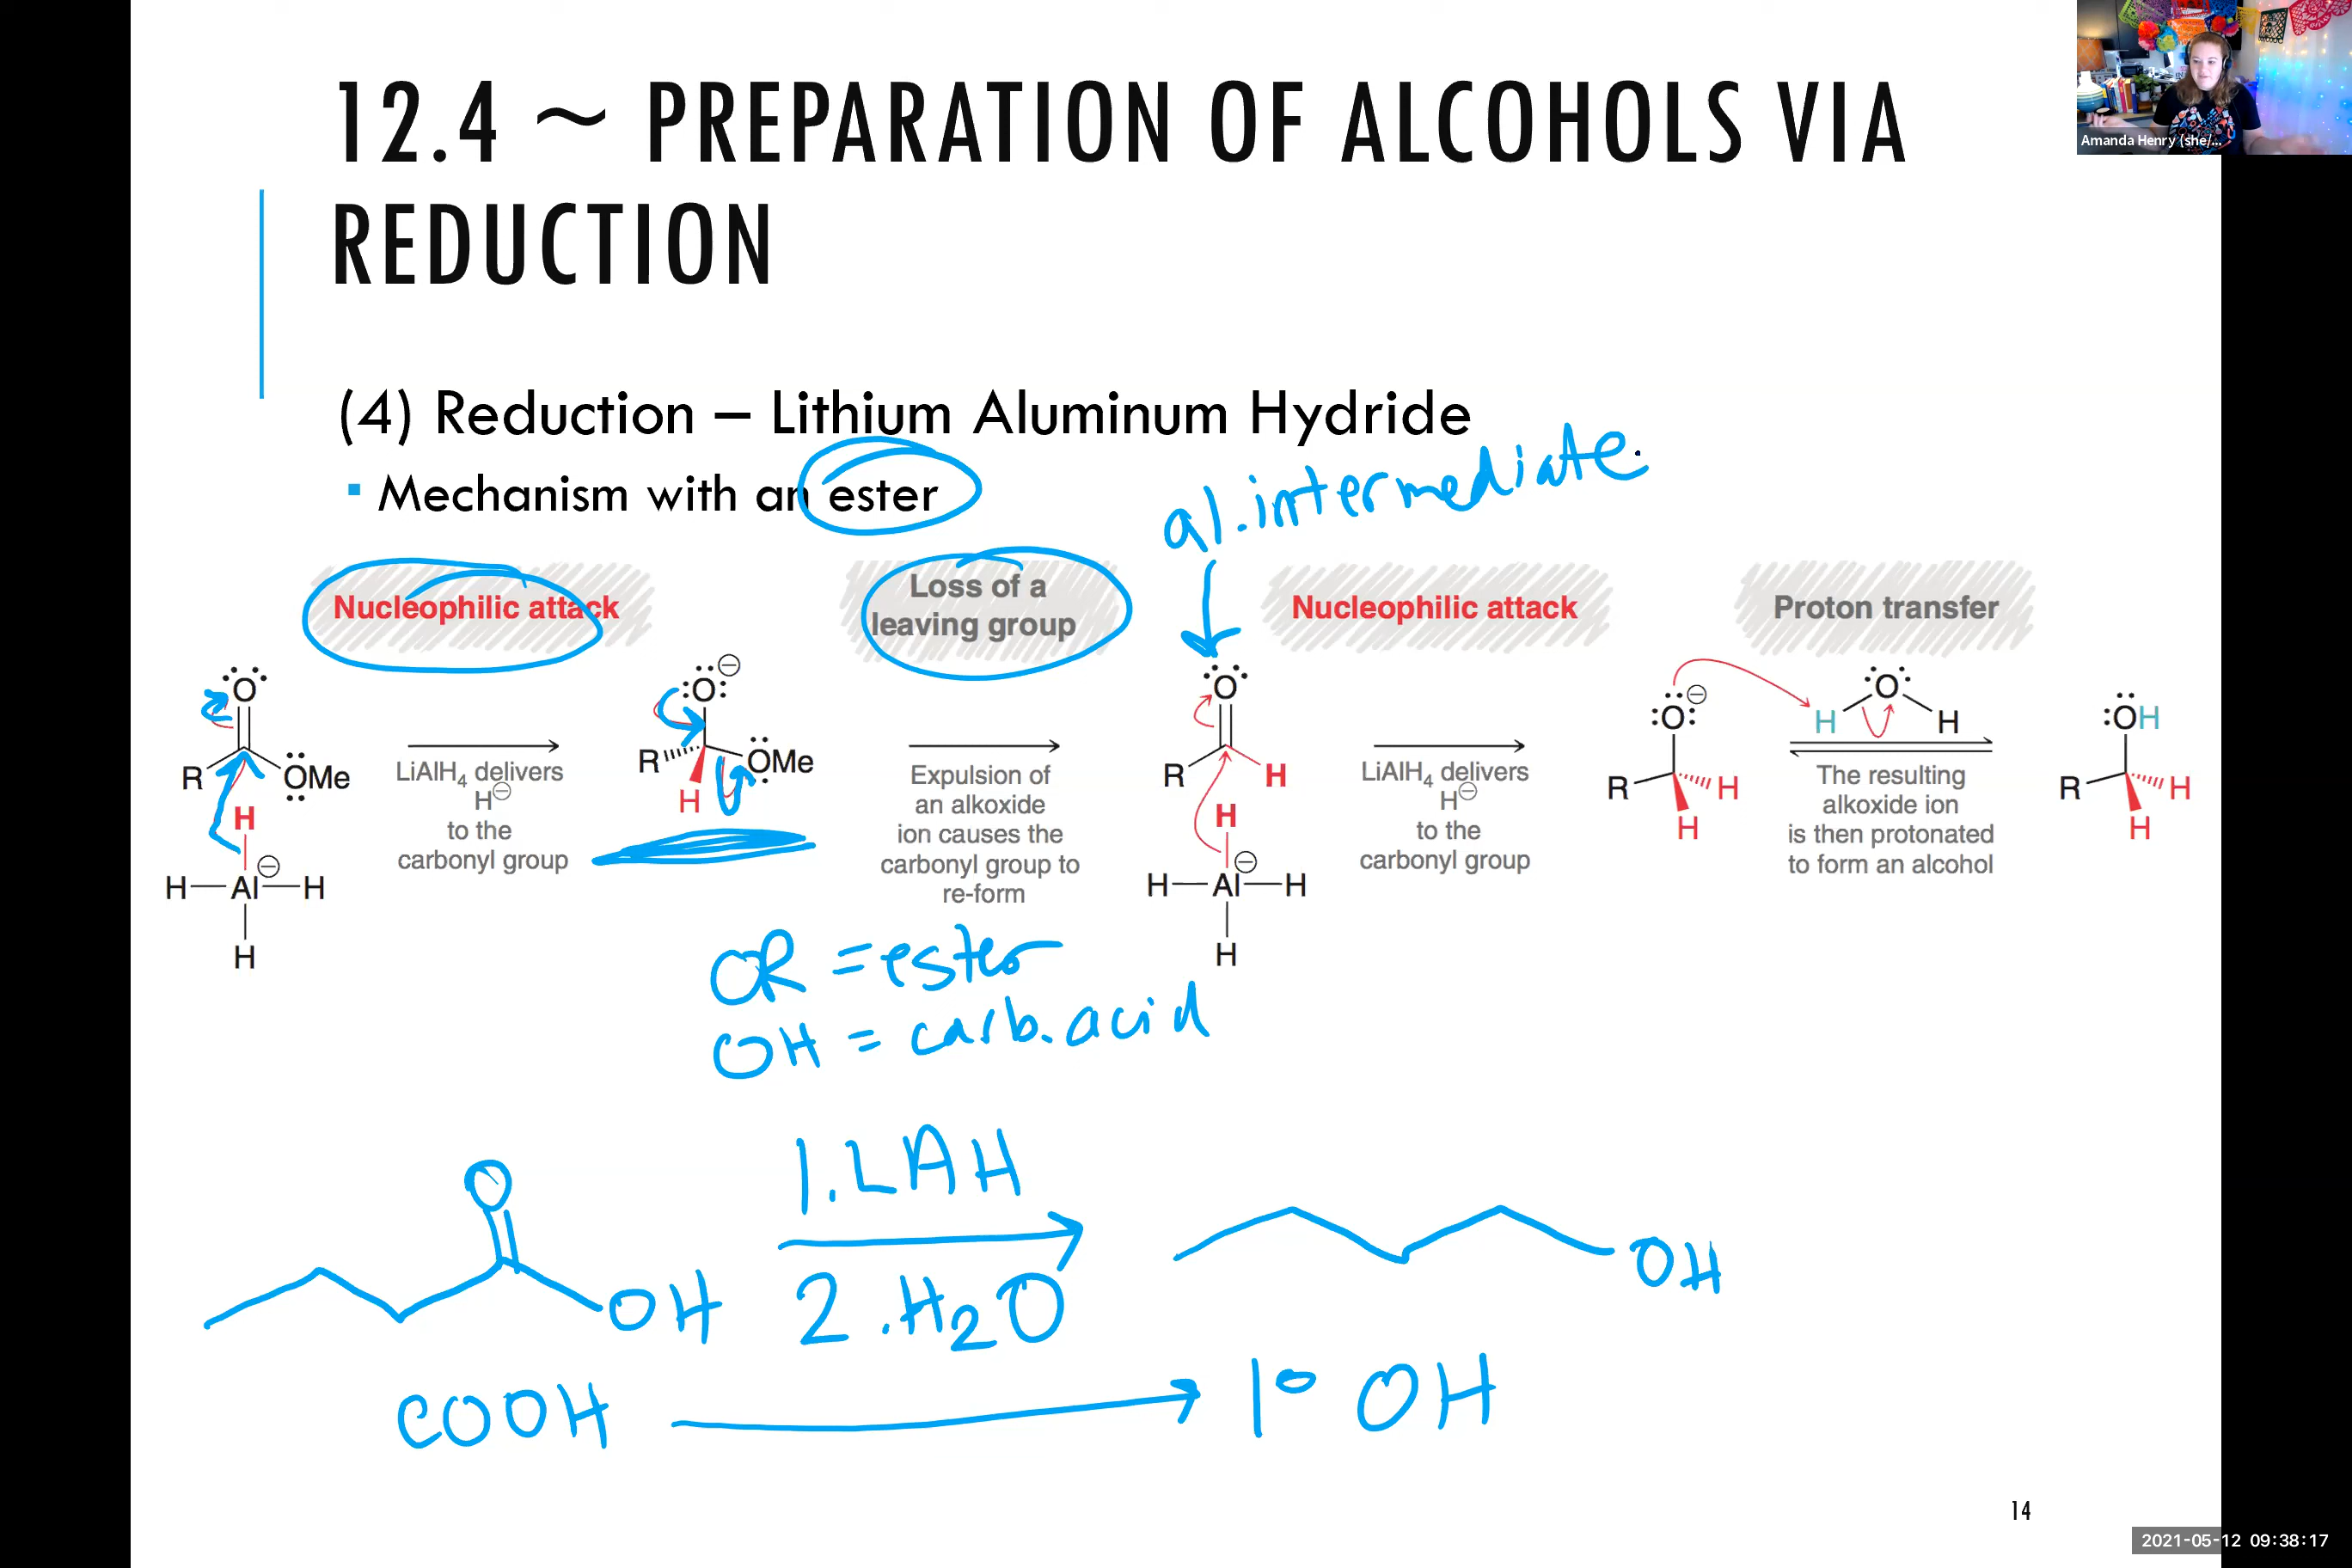 Amanda Henry (she/...
12.4 ~ PREPARATION OF ALCOHOLS VIA
REDUCTION
(4) Reduction – Lithium Aluminum Hydride
▪ Mechanism with an ester
al.intermediate.
Nucleophilic attack
Loss of a
leaving group
Nucleophilic attack
Proton transfer
O
R
OMe
H
H—Al—H
H
LiAlH₄ delivers
H⊖
to the
carbonyl group
O ⊖
R
OMe
H
Expulsion of
an alkoxide
ion causes the
carbonyl group to
re-form
O
R
H
H
H—Al—H
H
LiAlH₄ delivers
H⊖
to the
carbonyl group
O ⊖
R
H
H
O
H
H
The resulting
alkoxide ion
is then protonated
to form an alcohol
OH
R
H
H
OR = ester
OH = carb. acid
O
OH
1. LAH
2. H₂O
OH
COOH
1° OH
14
2021-05-12 09:38:17